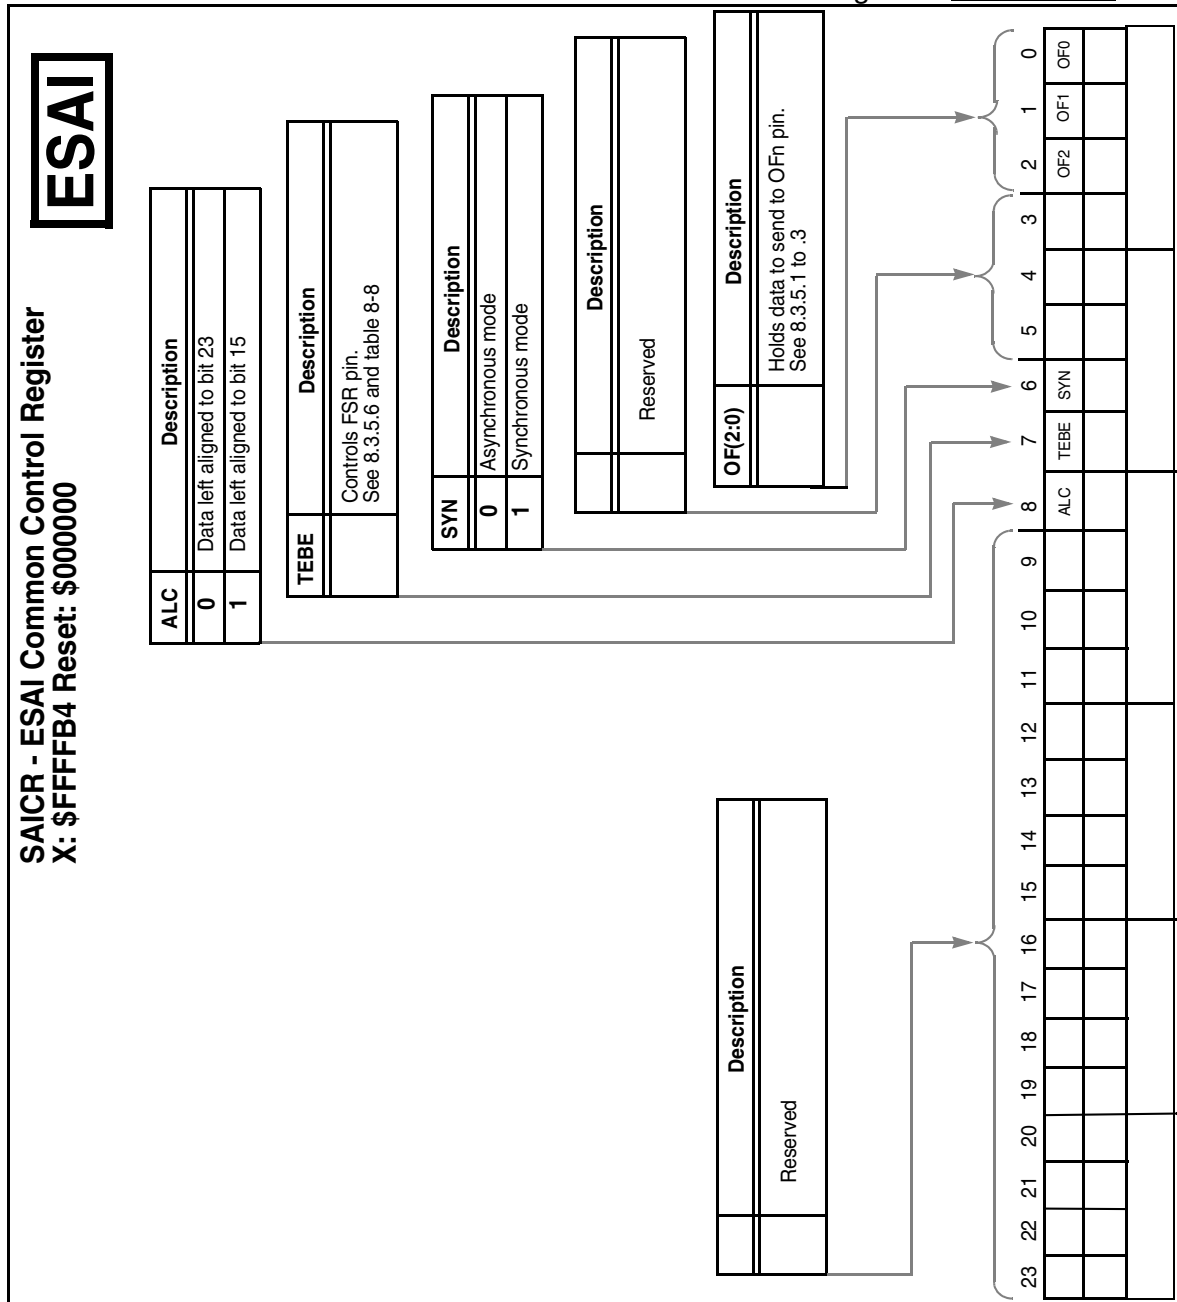 SAICR - ESAI Common Control Register
X: $FFFFB4 Reset: $000000
ESAI
ALC Description
0 Data left aligned to bit 23
1 Data left aligned to bit 15
TEBE Description
Controls FSR pin.
See 8.3.5.6 and table 8-8
SYN Description
0 Asynchronous mode
1 Synchronous mode
Description
Reserved
OF(2:0) Description
Holds data to send to OFn pin.
See 8.3.5.1 to .3
Description
Reserved
23 22 21 20 19 18 17 16 15 14 13 12 11 10 9 8 7 6 5 4 3 2 1 0
ALC TEBE SYN OF2 OF1 OF0